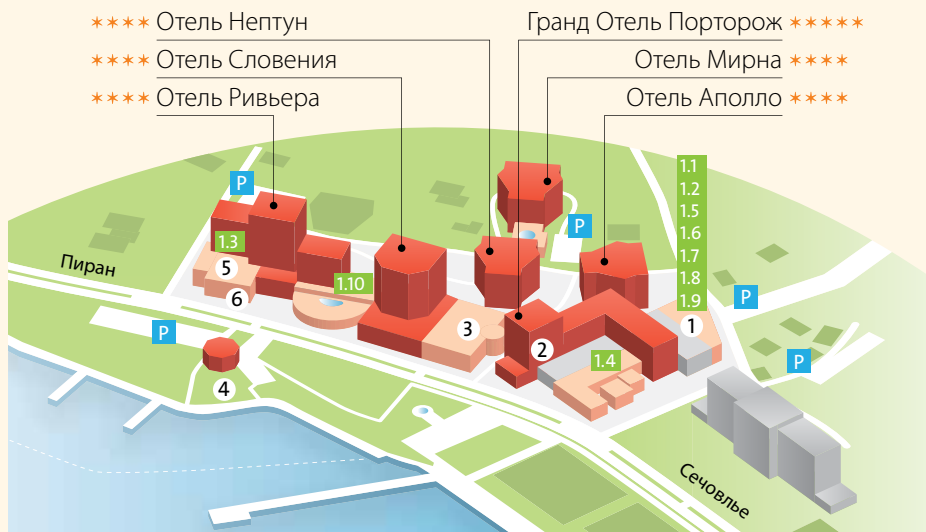 **** Отель Нептун
**** Отель Словения
**** Отель Ривьера
Гранд Отель Порторож *****
Отель Мирна ****
Отель Аполло ****
1.1
1.2
1.5
1.6
1.7
1.8
1.9
P
P
1.3
Пиран
5
6
1.10
P
3
2
1
P
P
1.4
4
Сечовлье